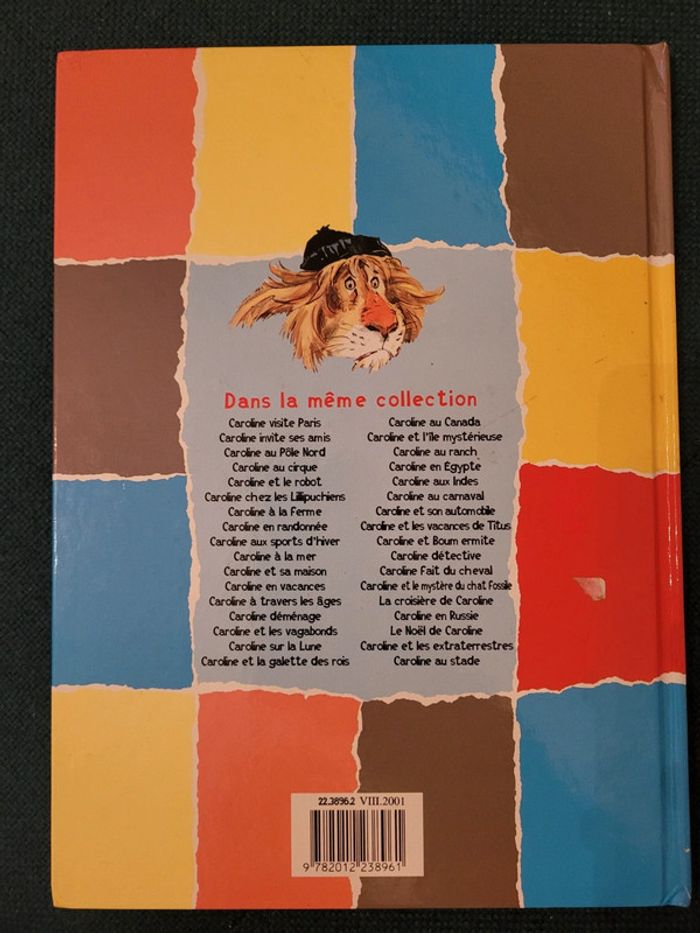 Dans la même collection
Caroline visite Paris
Caroline invite ses amis
Caroline au Pôle Nord
Caroline au cirque
Caroline et le robot
Caroline chez les Lillipuchiens
Caroline à la Ferme
Caroline en randonnée
Caroline aux sports d'hiver
Caroline à la mer
Caroline et sa maison
Caroline en vacances
Caroline à travers les âges
Caroline déménage
Caroline et les vagabonds
Caroline sur la Lune
Caroline et la galette des rois
Caroline au Canada
Caroline et l'île mystérieuse
Caroline au ranch
Caroline en Égypte
Caroline aux Indes
Caroline au carnaval
Caroline et son automobile
Caroline et les vacances de Titus
Caroline et Boum ermite
Caroline détective
Caroline Fait du cheval
Caroline et le mystère du chat Fossile
La croisière de Caroline
Caroline en Russie
Le Noël de Caroline
Caroline et les extraterrestres
Caroline au stade
22.3896.2 VIII.2001
9 782012 238961